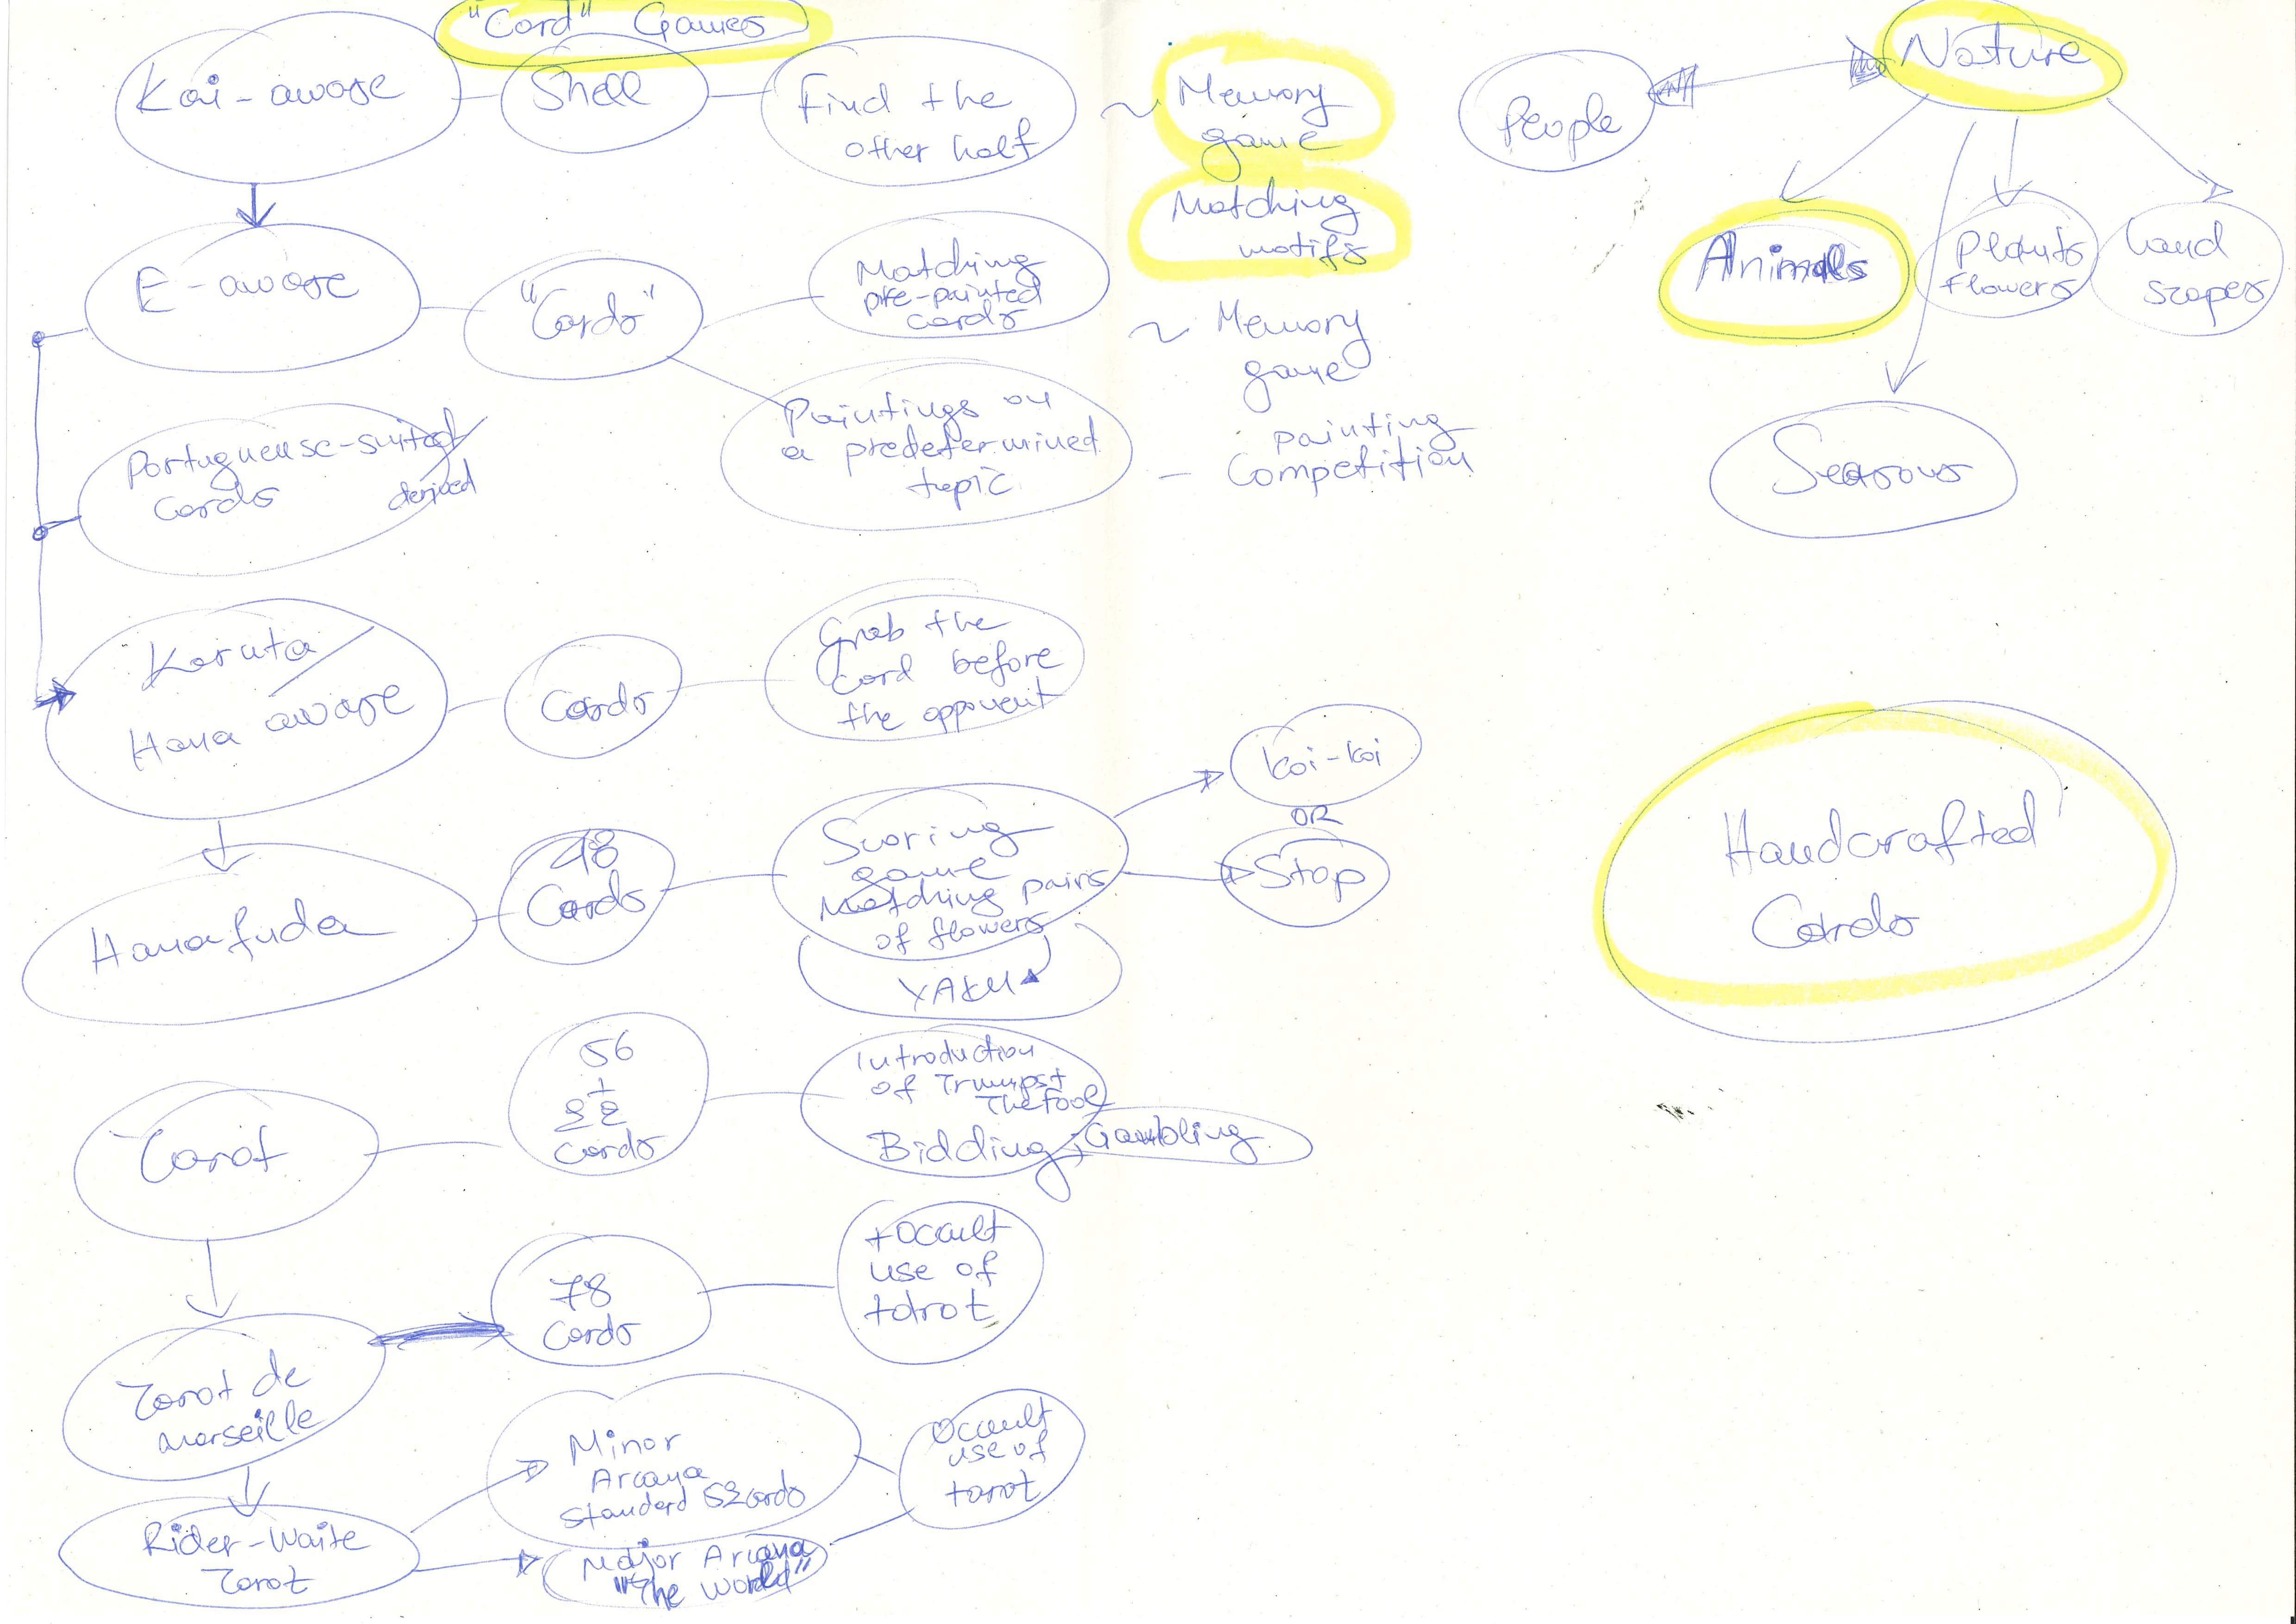 "Card" Games
Kai-awase
Shell
Find the
other half
~ Memory
game
Matching
motifs
People
Nature
Animals
Plants
flowers
Land
scapes
Seasons
E-awase
"Cards"
Matching
pre-painted
cards
~ Memory
game
Paintings on
a predetermined
topic
painting
- Competition
Portuguense-suited
Cards
derived
Karuta/
Hana awase
Cards
Grab the
card before
the opponent
Hanafuda
48
Cards
Scoring
game
Matching pairs
of flowers
YAKU
Koi-Koi
OR
Stop
Handcrafted
Cards
Tarot
56
+
22
cards
Introduction
of Trumps+
The fool
Bidding +
Gambling
Tarot de
Marseille
78
Cards
+Occult
use of
tarot
Rider-Waite
Tarot
Minor
Arcana
Standard 52cards
Major Arcana
"The World"
Occult
use of
tarot